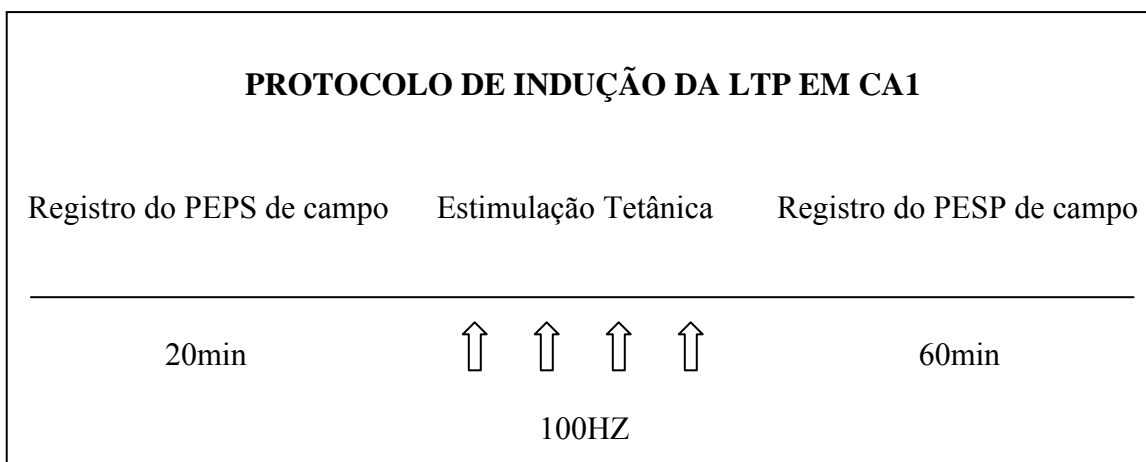 PROTOCOLO DE INDUÇÃO DA LTP EM CA1
Registro do PEPS de campo Estimulação Tetânica Registro do PESP de campo
20min 60min
100HZ